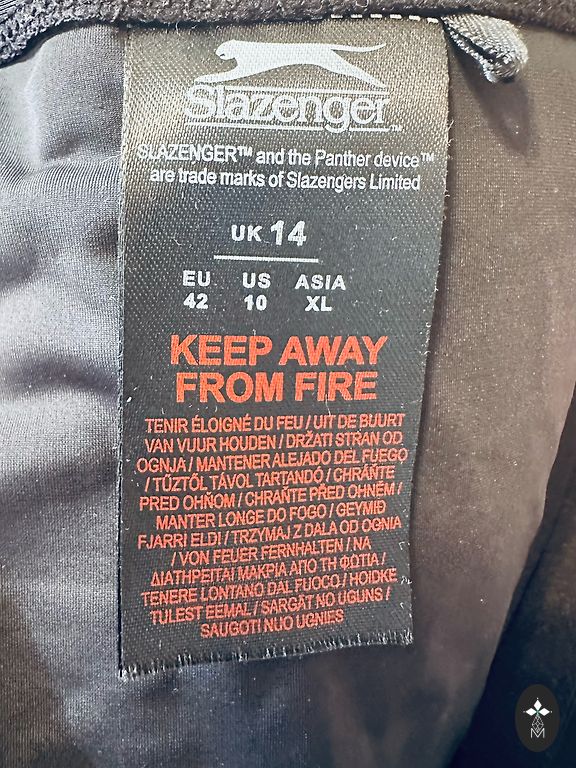 Slazenger™
SLAZENGER™ and the Panther device™
are trade marks of Slazengers Limited
UK 14
EU US ASIA
42 10 XL
KEEP AWAY
FROM FIRE
TENIR ÉLOIGNÉ DU FEU / UIT DE BUURT
VAN VUUR HOUDEN / DRŽATI STRAN OD
OGNJA / MANTENER ALEJADO DEL FUEGO
/ TŰZTŐL TÁVOL TARTANDÓ / CHRÁŇTE
PRED OHŇOM / CHRAŇTE PŘED OHNĚM /
MANTER LONGE DO FOGO / GEYMIÐ
FJARRI ELDI / TRZYMAJ Z DALA OD OGNIA
/ VON FEUER FERNHALTEN / ΝΑ
ΔΙΑΤΗΡΕΙΤΑΙ ΜΑΚΡΙΑ ΑΠΟ ΤΗ ΦΩΤΙΑ /
TENERE LONTANO DAL FUOCO / HOIDKE
TULEST EEMAL / SARGĀT NO UGUNS /
SAUGOTI NUO UGNIES